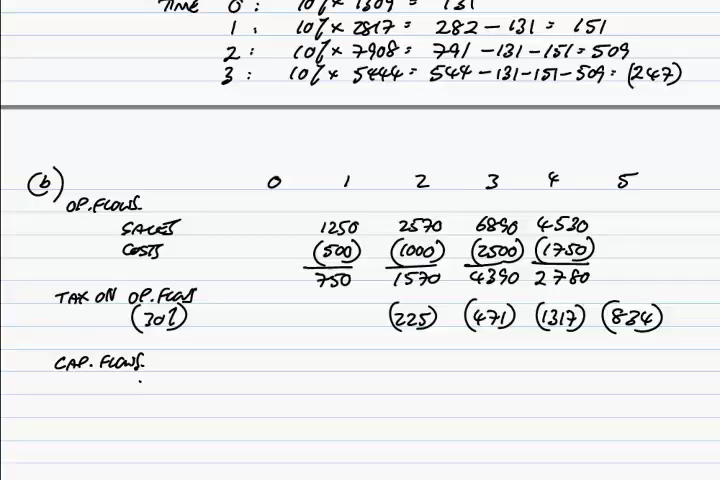 TIME 0: 10% × 1309 = 131
1: 10% × 2817 = 282 - 131 = 151
2: 10% × 7908 = 791 - 131 - 151 = 509
3: 10% × 5444 = 544 - 131 - 151 - 509 = (247)
(b) 0 1 2 3 4 5
OP. FLOWS.
SALES 1250 2570 6890 4530
COSTS (500) (1000) (2500) (1750)
750 1570 4390 2780
TAX ON OP. FLOWS
(30%) (225) (471) (1317) (834)
CAP. FLOWS.